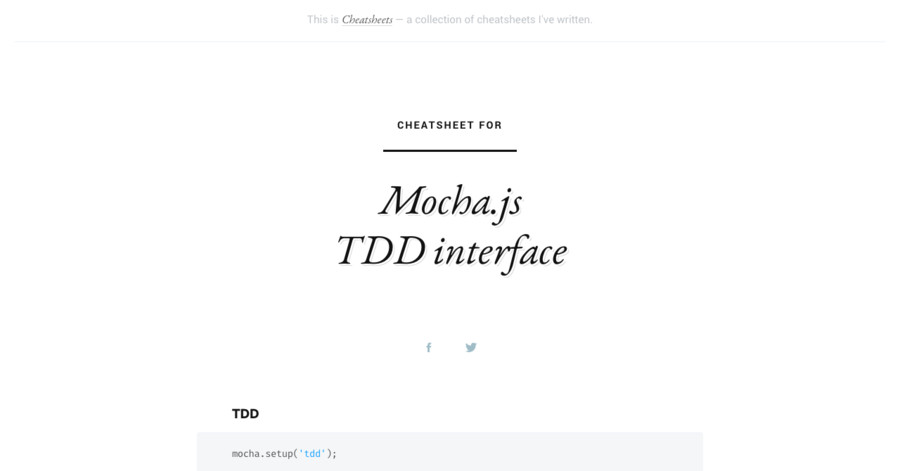 This is Cheatsheets — a collection of cheatsheets I've written.
CHEATSHEET FOR
Mocha.js
TDD interface
TDD
mocha.setup('tdd');